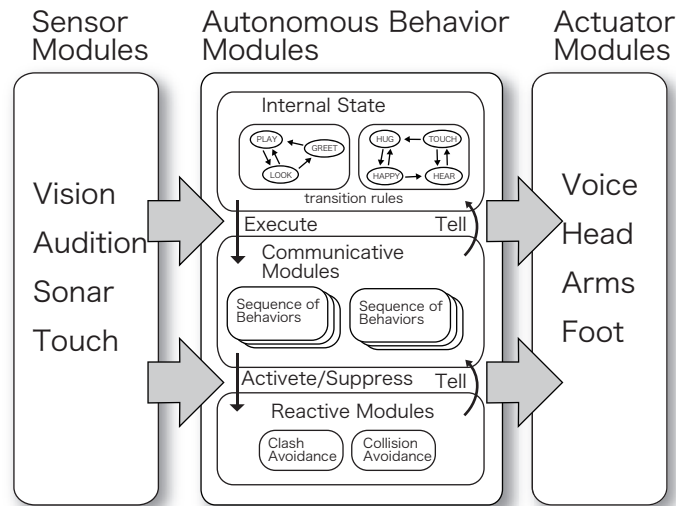 Sensor
Modules
Autonomous Behavior
Modules
Actuator
Modules
Vision
Audition
Sonar
Touch
Internal State
PLAY
GREET
LOOK
HUG
TOUCH
HAPPY
HEAR
transition rules
Execute
Tell
Communicative
Modules
Sequence of
Behaviors
Sequence of
Behaviors
Activete/Suppress
Tell
Reactive Modules
Clash
Avoidance
Collision
Avoidance
Voice
Head
Arms
Foot